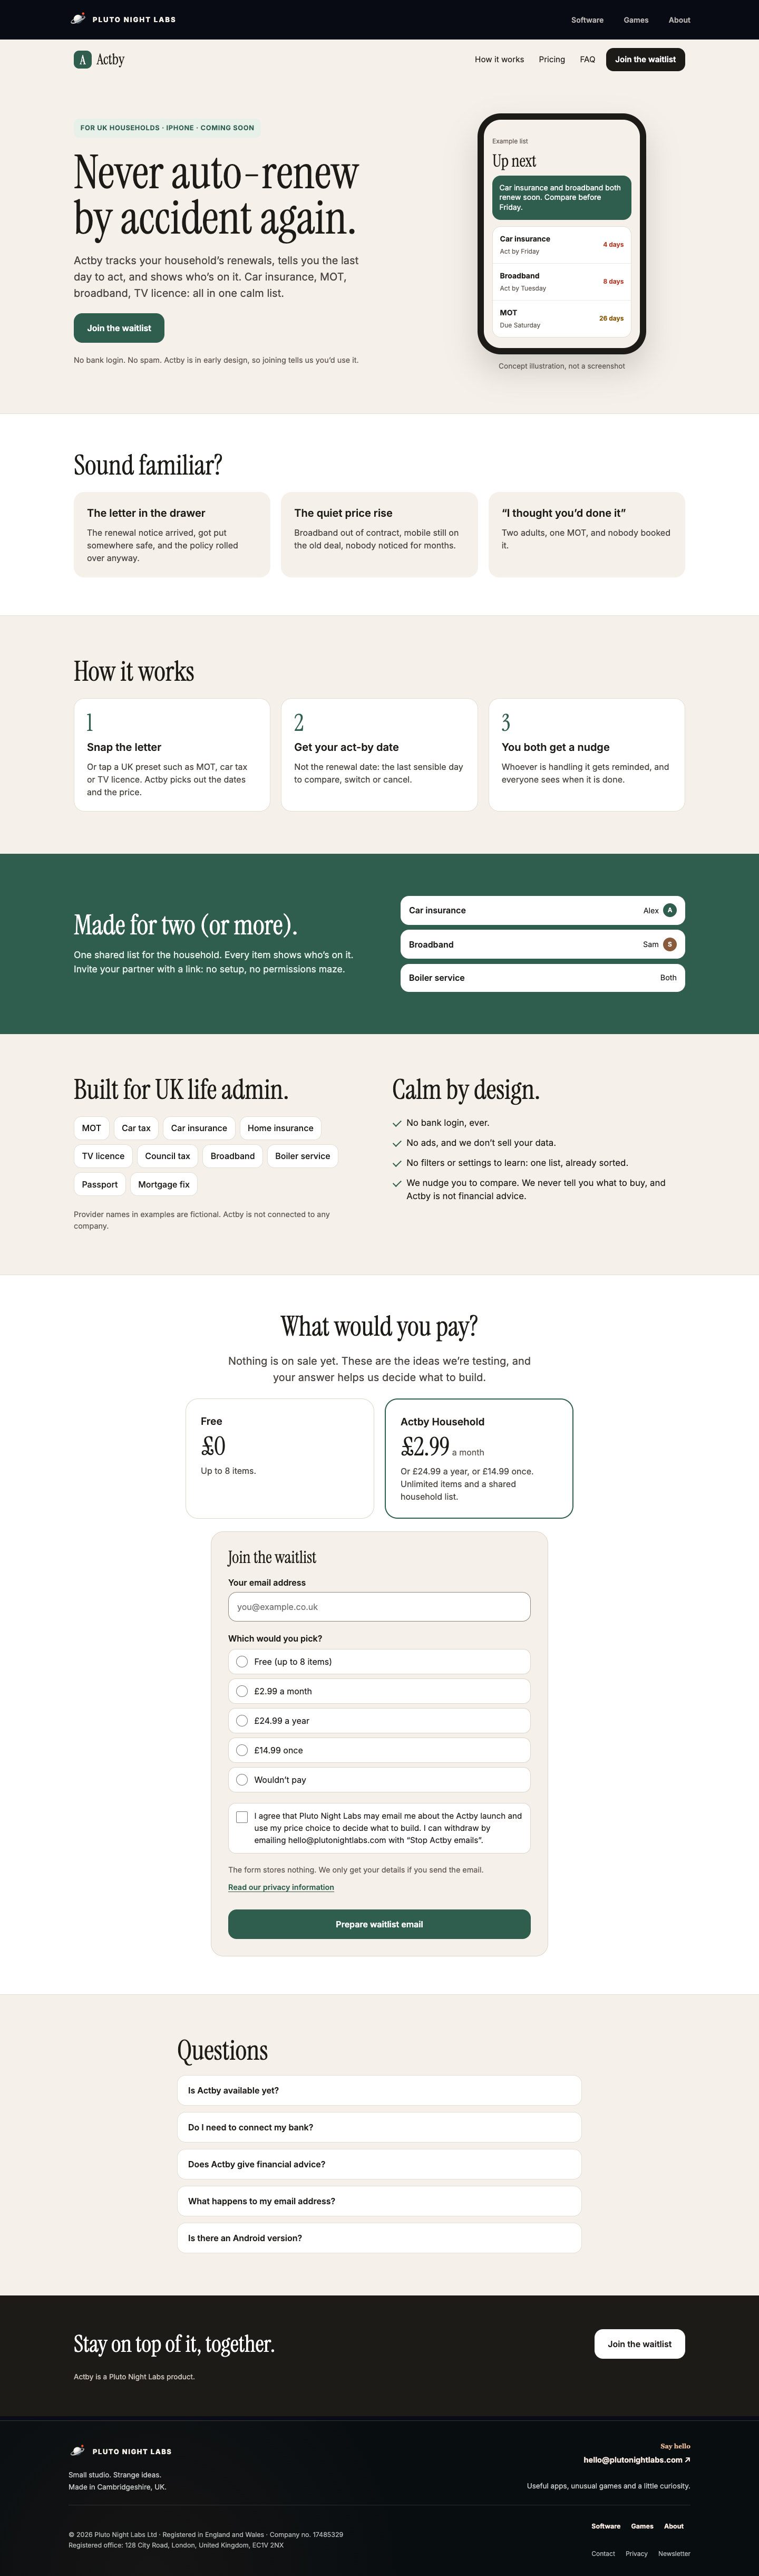 PLUTO NIGHT LABS
Software
Games
About
A
Actby
How it works
Pricing
FAQ
Join the waitlist
FOR UK HOUSEHOLDS · IPHONE · COMING SOON
Never auto-renew
by accident again.
Actby tracks your household’s renewals, tells you the last
day to act, and shows who’s on it. Car insurance, MOT,
broadband, TV licence: all in one calm list.
Join the waitlist
No bank login. No spam. Actby is in early design, so joining tells us you’d use it.
Example list
Up next
Car insurance and broadband both
renew soon. Compare before
Friday.
Car insurance
Act by Friday
4 days
Broadband
Act by Tuesday
8 days
MOT
Due Saturday
26 days
Concept illustration, not a screenshot
Sound familiar?
The letter in the drawer
The renewal notice arrived, got put
somewhere safe, and the policy rolled
over anyway.
The quiet price rise
Broadband out of contract, mobile still on
the old deal, nobody noticed for months.
“I thought you’d done it”
Two adults, one MOT, and nobody booked
it.
How it works
1
Snap the letter
Or tap a UK preset such as MOT, car tax
or TV licence. Actby picks out the dates
and the price.
2
Get your act-by date
Not the renewal date: the last sensible day
to compare, switch or cancel.
3
You both get a nudge
Whoever is handling it gets reminded, and
everyone sees when it is done.
Made for two (or more).
One shared list for the household. Every item shows who’s on it.
Invite your partner with a link: no setup, no permissions maze.
Car insurance
Alex
A
Broadband
Sam
S
Boiler service
Both
Built for UK life admin.
MOT
Car tax
Car insurance
Home insurance
TV licence
Council tax
Broadband
Boiler service
Passport
Mortgage fix
Provider names in examples are fictional. Actby is not connected to any
company.
Calm by design.
No bank login, ever.
No ads, and we don’t sell your data.
No filters or settings to learn: one list, already sorted.
We nudge you to compare. We never tell you what to buy, and
Actby is not financial advice.
What would you pay?
Nothing is on sale yet. These are the ideas we’re testing, and
your answer helps us decide what to build.
Free
£0
Up to 8 items.
Actby Household
£2.99 a month
Or £24.99 a year, or £14.99 once.
Unlimited items and a shared
household list.
Join the waitlist
Your email address
you@example.co.uk
Which would you pick?
Free (up to 8 items)
£2.99 a month
£24.99 a year
£14.99 once
Wouldn’t pay
I agree that Pluto Night Labs may email me about the Actby launch and
use my price choice to decide what to build. I can withdraw by
emailing hello@plutonightlabs.com with “Stop Actby emails”.
The form stores nothing. We only get your details if you send the email.
Read our privacy information
Prepare waitlist email
Questions
Is Actby available yet?
Do I need to connect my bank?
Does Actby give financial advice?
What happens to my email address?
Is there an Android version?
Stay on top of it, together.
Actby is a Pluto Night Labs product.
Join the waitlist
PLUTO NIGHT LABS
Small studio. Strange ideas.
Made in Cambridgeshire, UK.
Say hello
hello@plutonightlabs.com ↗
Useful apps, unusual games and a little curiosity.
© 2026 Pluto Night Labs Ltd · Registered in England and Wales · Company no. 17485329
Registered office: 128 City Road, London, United Kingdom, EC1V 2NX
Software
Games
About
Contact
Privacy
Newsletter